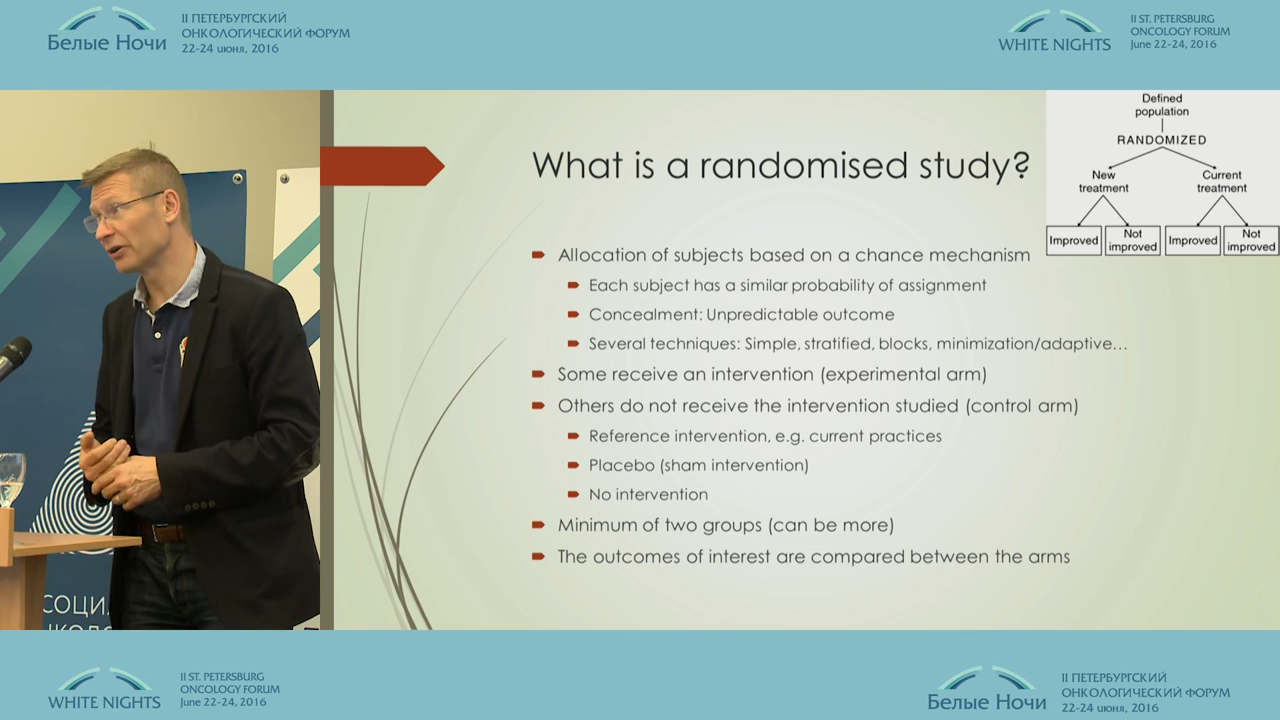 II ПЕТЕРБУРГСКИЙ
ОНКОЛОГИЧЕСКИЙ ФОРУМ
22-24 июня, 2016
Белые Ночи
II ST. PETERSBURG
ONCOLOGY FORUM
June 22-24, 2016
WHITE NIGHTS
Defined
population
RANDOMIZED
New
treatment
Current
treatment
Improved
Not
improved
Improved
Not
improved
What is a randomised study?
Allocation of subjects based on a chance mechanism
Each subject has a similar probability of assignment
Concealment: Unpredictable outcome
Several techniques: Simple, stratified, blocks, minimization/adaptive…
Some receive an intervention (experimental arm)
Others do not receive the intervention studied (control arm)
Reference intervention, e.g. current practices
Placebo (sham intervention)
No intervention
Minimum of two groups (can be more)
The outcomes of interest are compared between the arms
II ST. PETERSBURG
ONCOLOGY FORUM
June 22-24, 2016
WHITE NIGHTS
II ПЕТЕРБУРГСКИЙ
ОНКОЛОГИЧЕСКИЙ ФОРУМ
22-24 июня, 2016
Белые Ночи